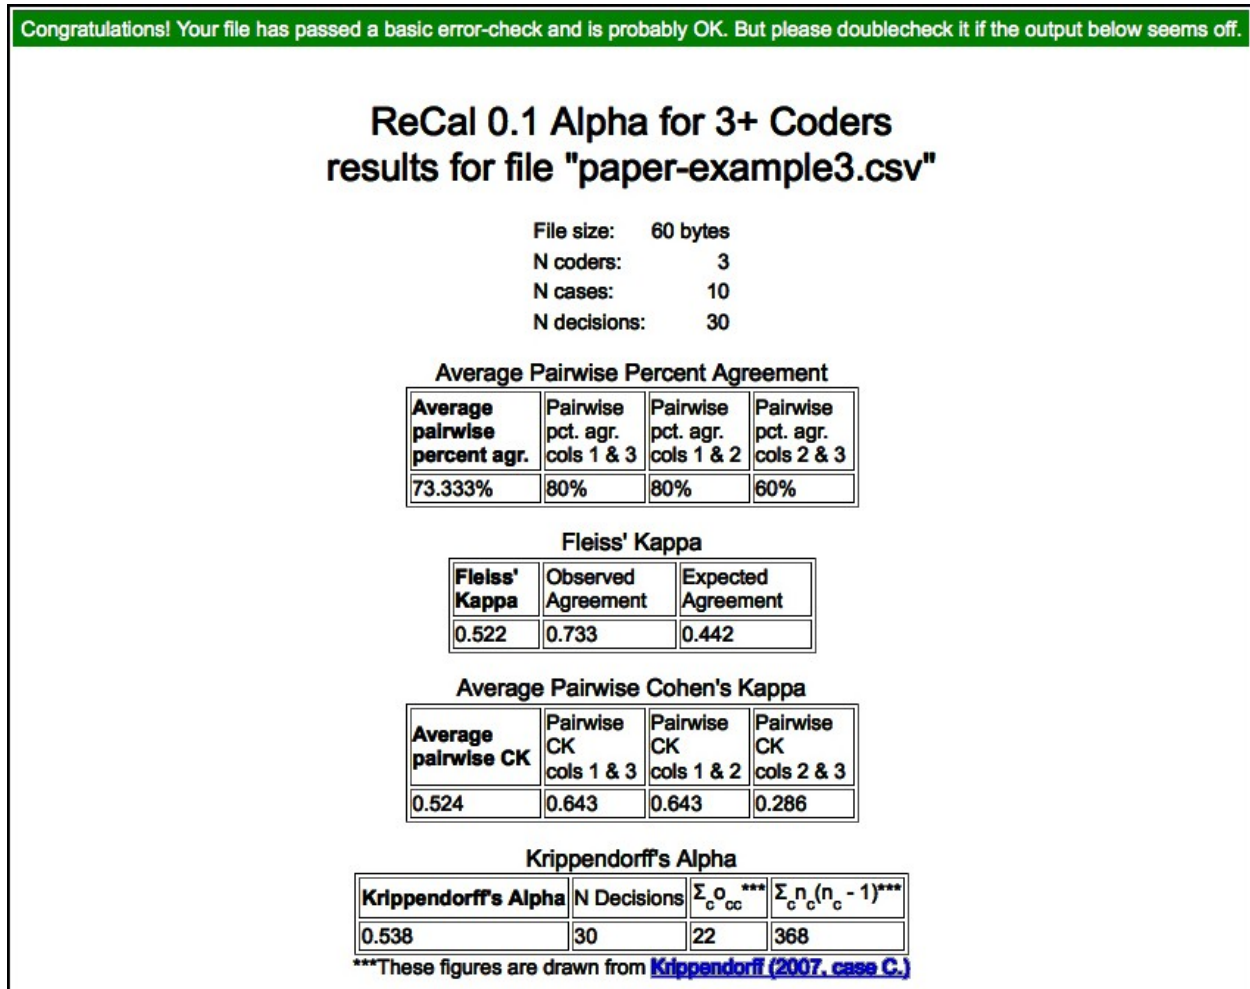 Congratulations! Your file has passed a basic error-check and is probably OK. But please doublecheck it if the output below seems off.
ReCal 0.1 Alpha for 3+ Coders
results for file "paper-example3.csv"
File size: 60 bytes
N coders: 3
N cases: 10
N decisions: 30
Average Pairwise Percent Agreement
Average pairwise percent agr. Pairwise pct. agr. cols 1 & 3 Pairwise pct. agr. cols 1 & 2 Pairwise pct. agr. cols 2 & 3
73.333% 80% 80% 60%
Fleiss' Kappa
Fleiss' Kappa Observed Agreement Expected Agreement
0.522 0.733 0.442
Average Pairwise Cohen's Kappa
Average pairwise CK Pairwise CK cols 1 & 3 Pairwise CK cols 1 & 2 Pairwise CK cols 2 & 3
0.524 0.643 0.643 0.286
Krippendorff's Alpha
Krippendorff's Alpha N Decisions Σcocc*** Σcnc(nc - 1)***
0.538 30 22 368
***These figures are drawn from Krippendorff (2007, case C.)